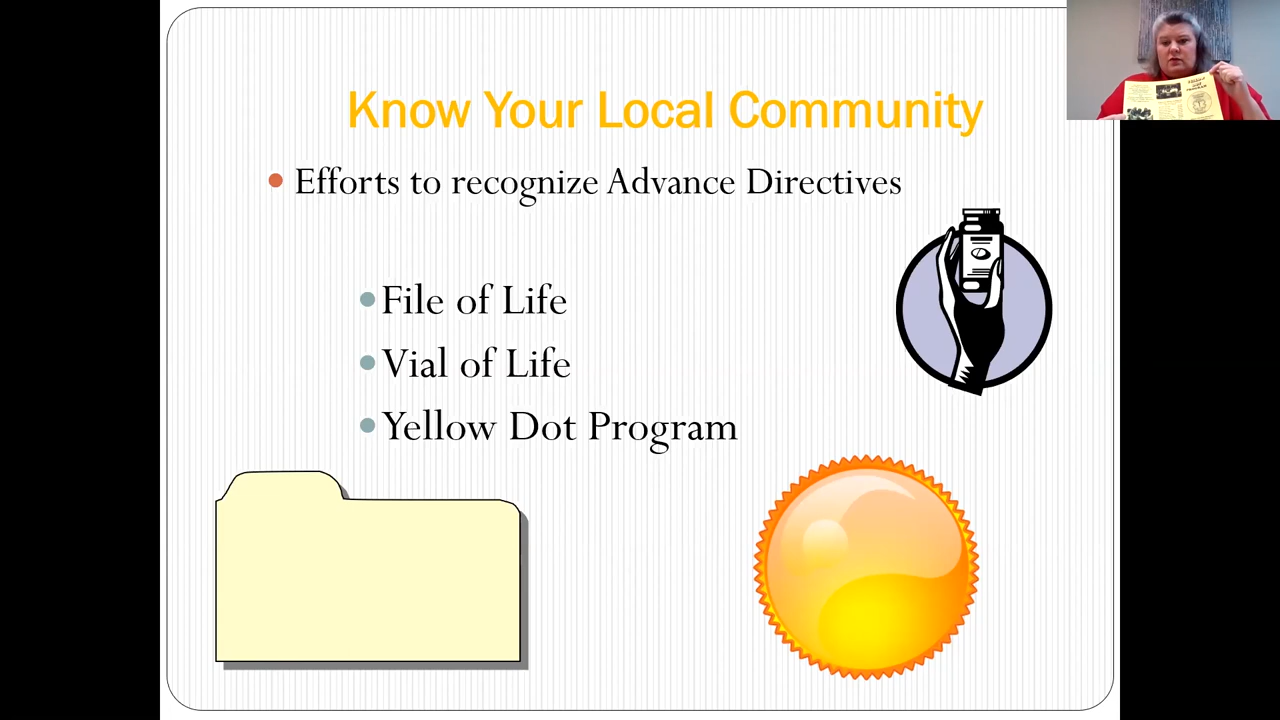 Know Your Local Community
Efforts to recognize Advance Directives
File of Life
Vial of Life
Yellow Dot Program